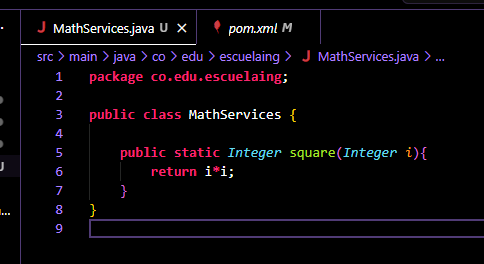 MathServices.java U pom.xml M
src > main > java > co > edu > escuelaing > MathServices.java > ...
1 package co.edu.escuelaing;
2
3 public class MathServices {
4
5 public static Integer square(Integer i){
6 return i*i;
7 }
8 }
9